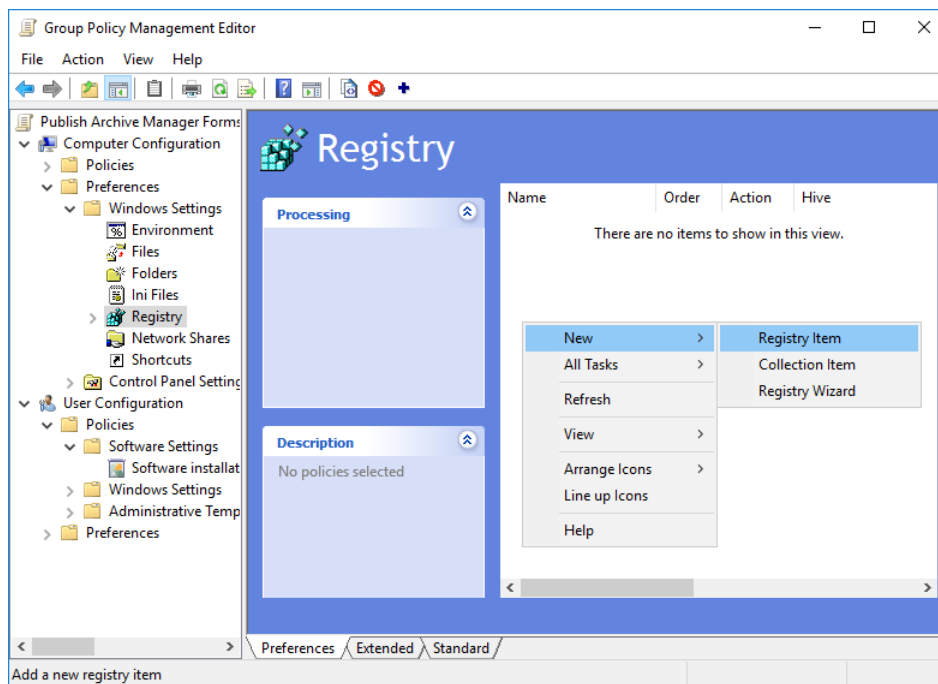 Group Policy Management Editor
File Action View Help
Publish Archive Manager Forms
Computer Configuration
Policies
Preferences
Windows Settings
Environment
Files
Folders
Ini Files
Registry
Network Shares
Shortcuts
Control Panel Setting
User Configuration
Policies
Software Settings
Software installat
Windows Settings
Administrative Temp
Preferences
Registry
Processing
Description
No policies selected
Name Order Action Hive
There are no items to show in this view.
New
All Tasks
Refresh
View
Arrange Icons
Line up Icons
Help
Registry Item
Collection Item
Registry Wizard
Preferences Extended Standard
Add a new registry item